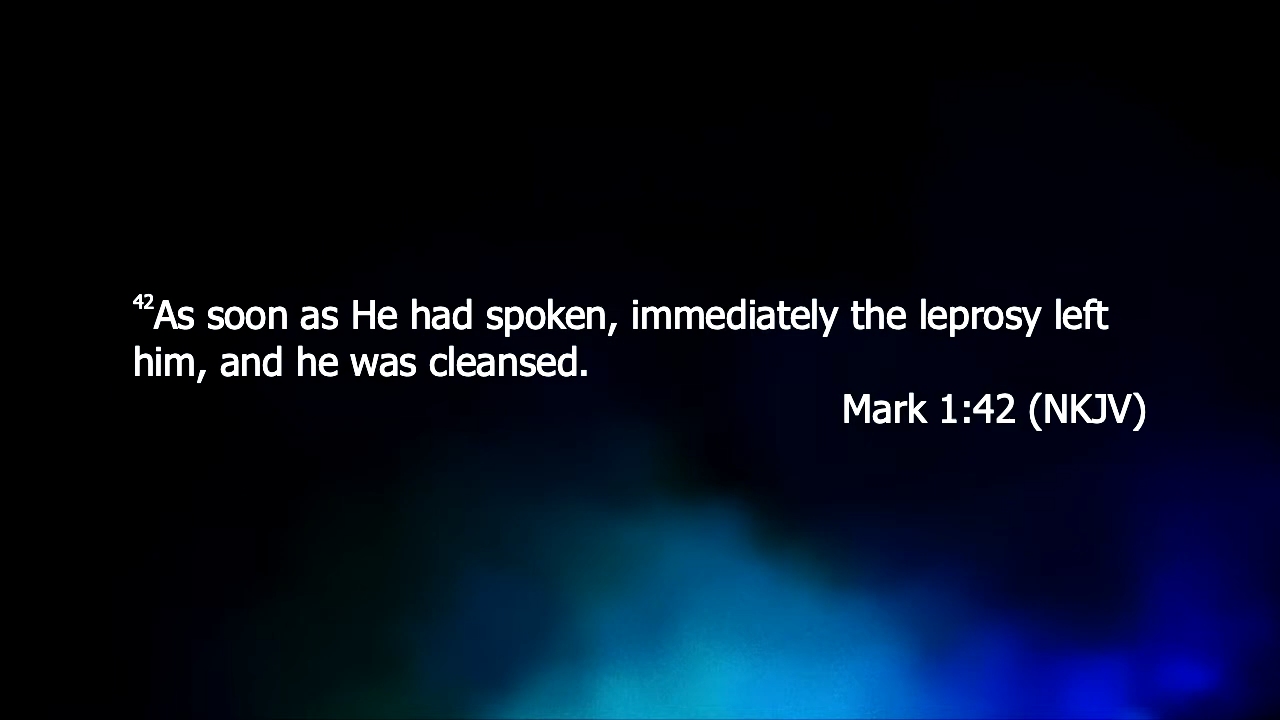 42As soon as He had spoken, immediately the leprosy left
him, and he was cleansed.
Mark 1:42 (NKJV)